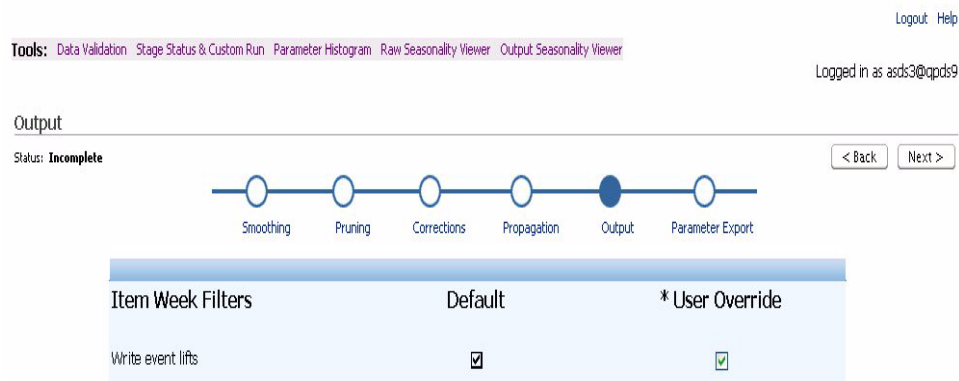 Logout Help
Tools: Data Validation Stage Status & Custom Run Parameter Histogram Raw Seasonality Viewer Output Seasonality Viewer
Logged in as asds3@qpds9
Output
Status: Incomplete
< Back Next >
Smoothing Pruning Corrections Propagation Output Parameter Export
Item Week Filters Default * User Override
Write event lifts